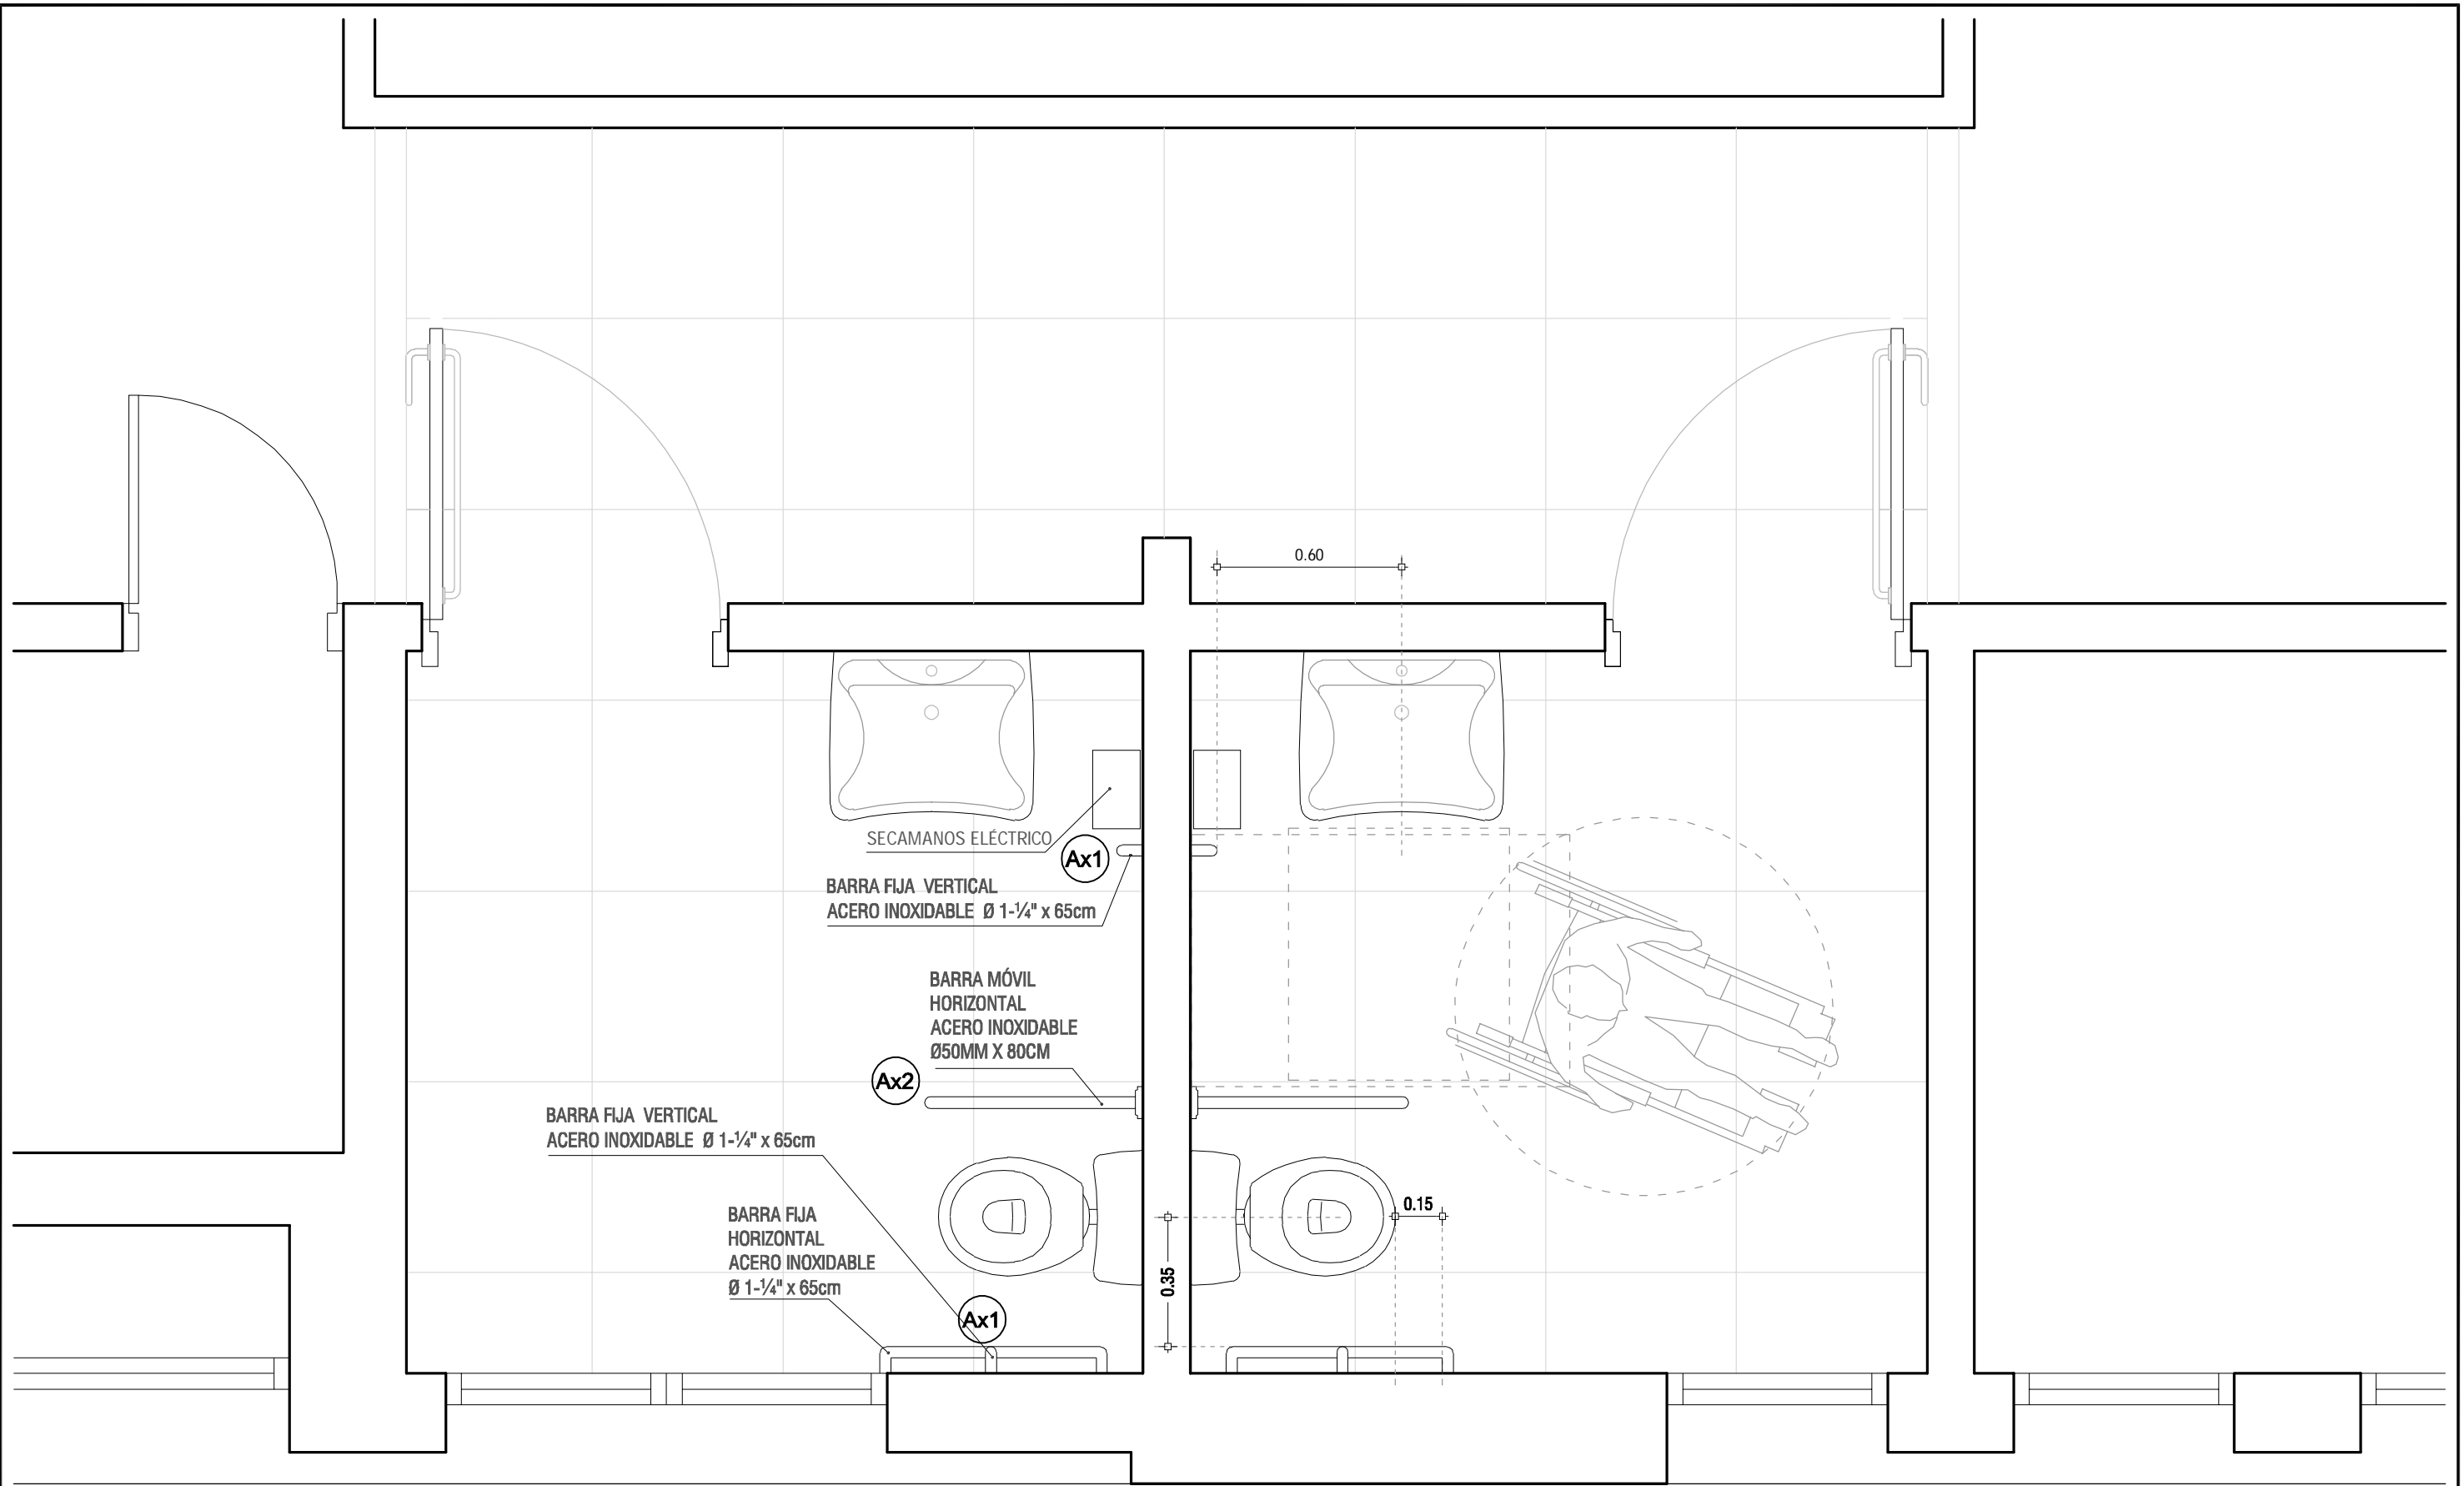 0.60
SECAMANOS ELÉCTRICO
Ax1
BARRA FIJA  VERTICAL
ACERO INOXIDABLE  Ø 1-¼" x 65cm
BARRA MÓVIL
HORIZONTAL
ACERO INOXIDABLE
Ø50MM X 80CM
Ax2
BARRA FIJA  VERTICAL
ACERO INOXIDABLE  Ø 1-¼" x 65cm
0.15
BARRA FIJA
HORIZONTAL
ACERO INOXIDABLE
Ø 1-¼" x 65cm
0.35
Ax1